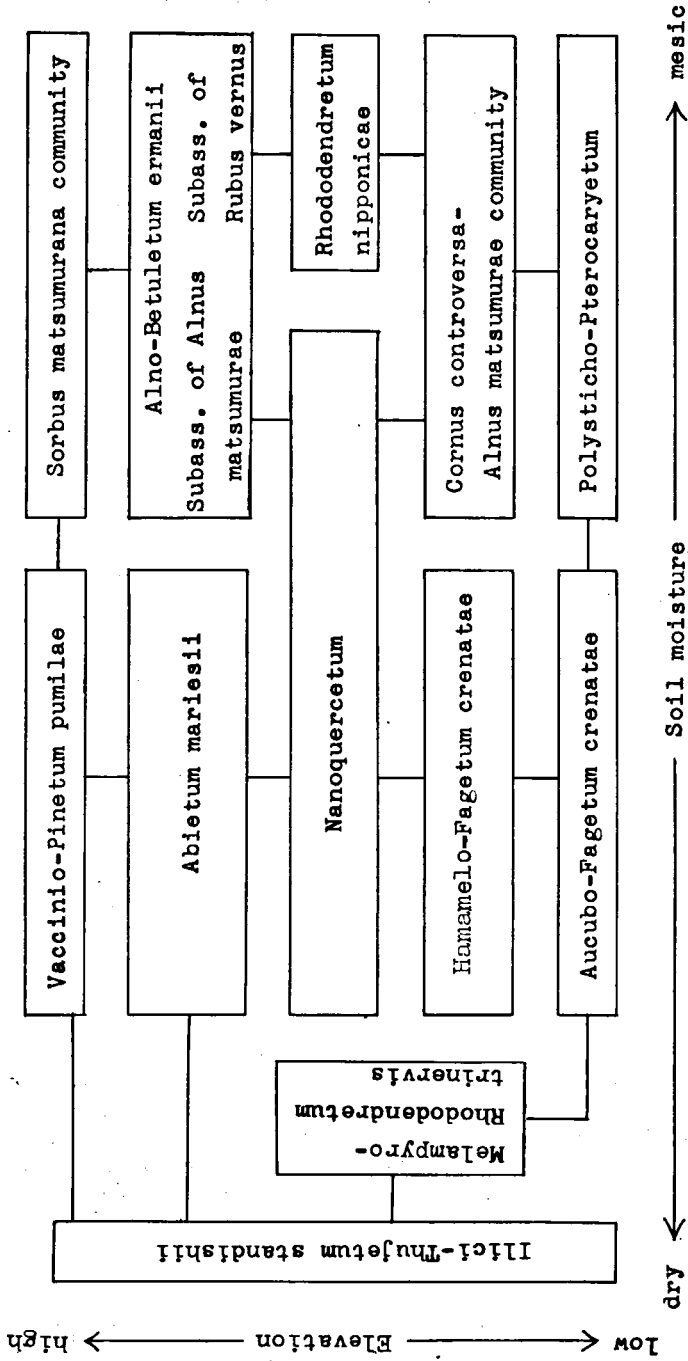 high
Elevation
low
Ilici-Thujetum standishii
Melampyro-
Rhododendretum
trinervis
Vaccinio-Pinetum pumilae
Abietum mariesii
Nanoquercetum
Hamamelo-Fagetum crenatae
Aucubo-Fagetum crenatae
Sorbus matsumurana community
Alno-Betuletum ermanii
Subass. of Alnus Subass. of
matsumurae Rubus vernus
Rhododendretum
nipponicae
Cornus controversa-
Alnus matsumurae community
Polysticho-Pterocaryetum
dry
Soil moisture
mesic